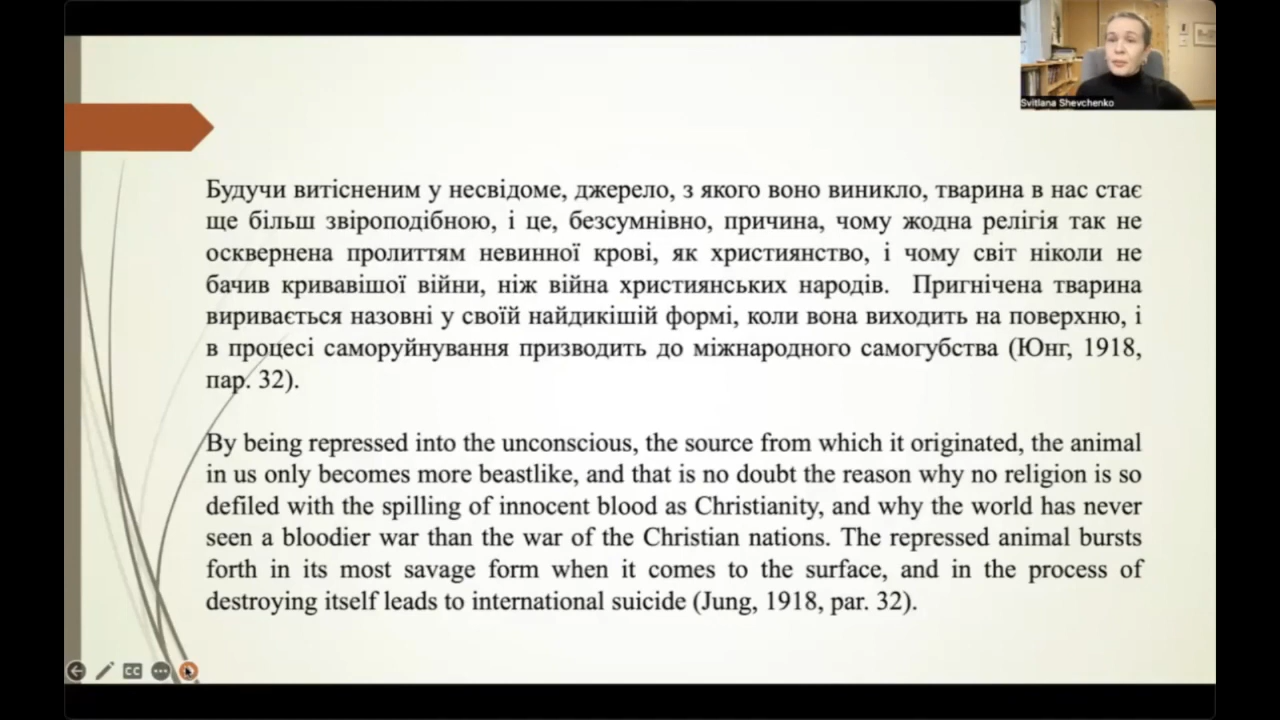 Svitlana Shevchenko
Будучи витісненим у несвідоме, джерело, з якого воно виникло, тварина в нас стає
ще більш звіроподібною, і це, безсумнівно, причина, чому жодна релігія так не
осквернена пролиттям невинної крові, як християнство, і чому світ ніколи не
бачив кривавішої війни, ніж війна християнських народів. Пригнічена тварина
виривається назовні у своїй найдикішій формі, коли вона виходить на поверхню, і
в процесі саморуйнування призводить до міжнародного самогубства (Юнг, 1918,
пар. 32).
By being repressed into the unconscious, the source from which it originated, the animal
in us only becomes more beastlike, and that is no doubt the reason why no religion is so
defiled with the spilling of innocent blood as Christianity, and why the world has never
seen a bloodier war than the war of the Christian nations. The repressed animal bursts
forth in its most savage form when it comes to the surface, and in the process of
destroying itself leads to international suicide (Jung, 1918, par. 32).
CC